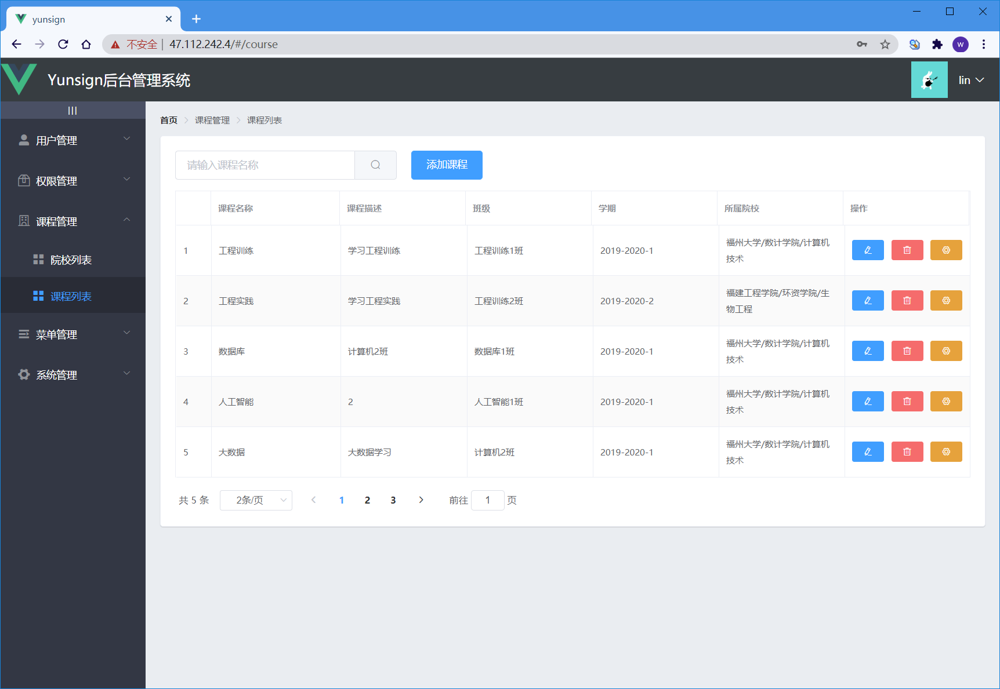 yunsign
不安全 | 47.112.242.4/#/course
W
Yunsign后台管理系统
lin
首页 课程管理 课程列表
用户管理
权限管理
课程管理
院校列表
课程列表
菜单管理
系统管理
请输入课程名称
添加课程
课程名称 课程描述 班级 学期 所属院校 操作
1 工程训练 学习工程训练 工程训练1班 2019-2020-1 福州大学/数计学院/计算机
技术
2 工程实践 学习工程实践 工程训练2班 2019-2020-2 福建工程学院/环资学院/生
物工程
3 数据库 计算机2班 数据库1班 2019-2020-1 福州大学/数计学院/计算机
技术
4 人工智能 2 人工智能1班 2019-2020-1 福州大学/数计学院/计算机
技术
5 大数据 大数据学习 计算机2班 2019-2020-1 福州大学/数计学院/计算机
技术
共 5 条 2条/页 1 2 3 前往 1 页